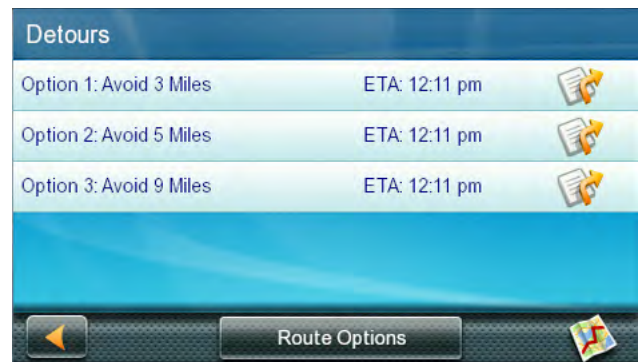 Detours
Option 1: Avoid 3 Miles ETA: 12:11 pm
Option 2: Avoid 5 Miles ETA: 12:11 pm
Option 3: Avoid 9 Miles ETA: 12:11 pm
Route Options